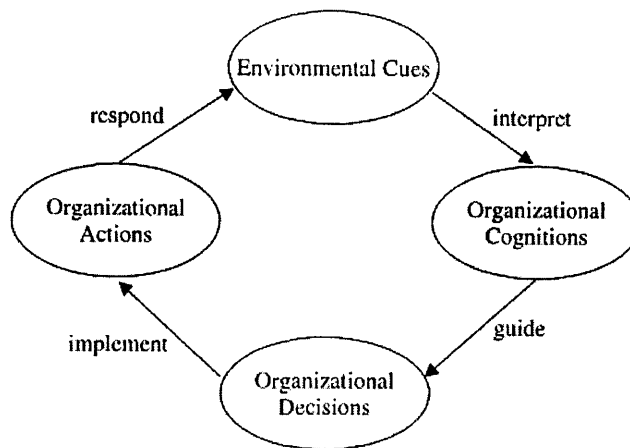 Environmental Cues
respond
interpret
Organizational
Actions
Organizational
Cognitions
implement
guide
Organizational
Decisions